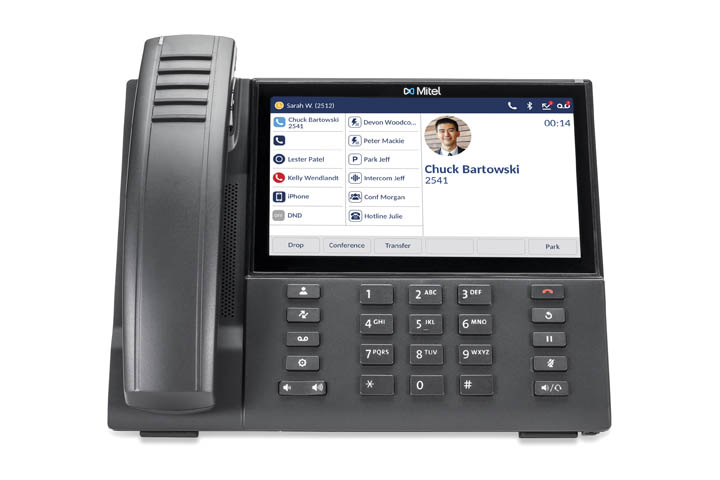 Mitel
Sarah W. (2512)
Chuck Bartowski
2541
Devon Woodco...
00:14
Peter Mackie
Lester Patel
P Park Jeff
Chuck Bartowski
2541
Kelly Wendlandt
Intercom Jeff
iPhone
Conf Morgan
OFF DND
Hotline Julie
Drop Conference Transfer Park
1 2 ABC 3 DEF
4 GHI 5 JKL 6 MNO
7 PQRS 8 TUV 9 WXYZ
* 0 #